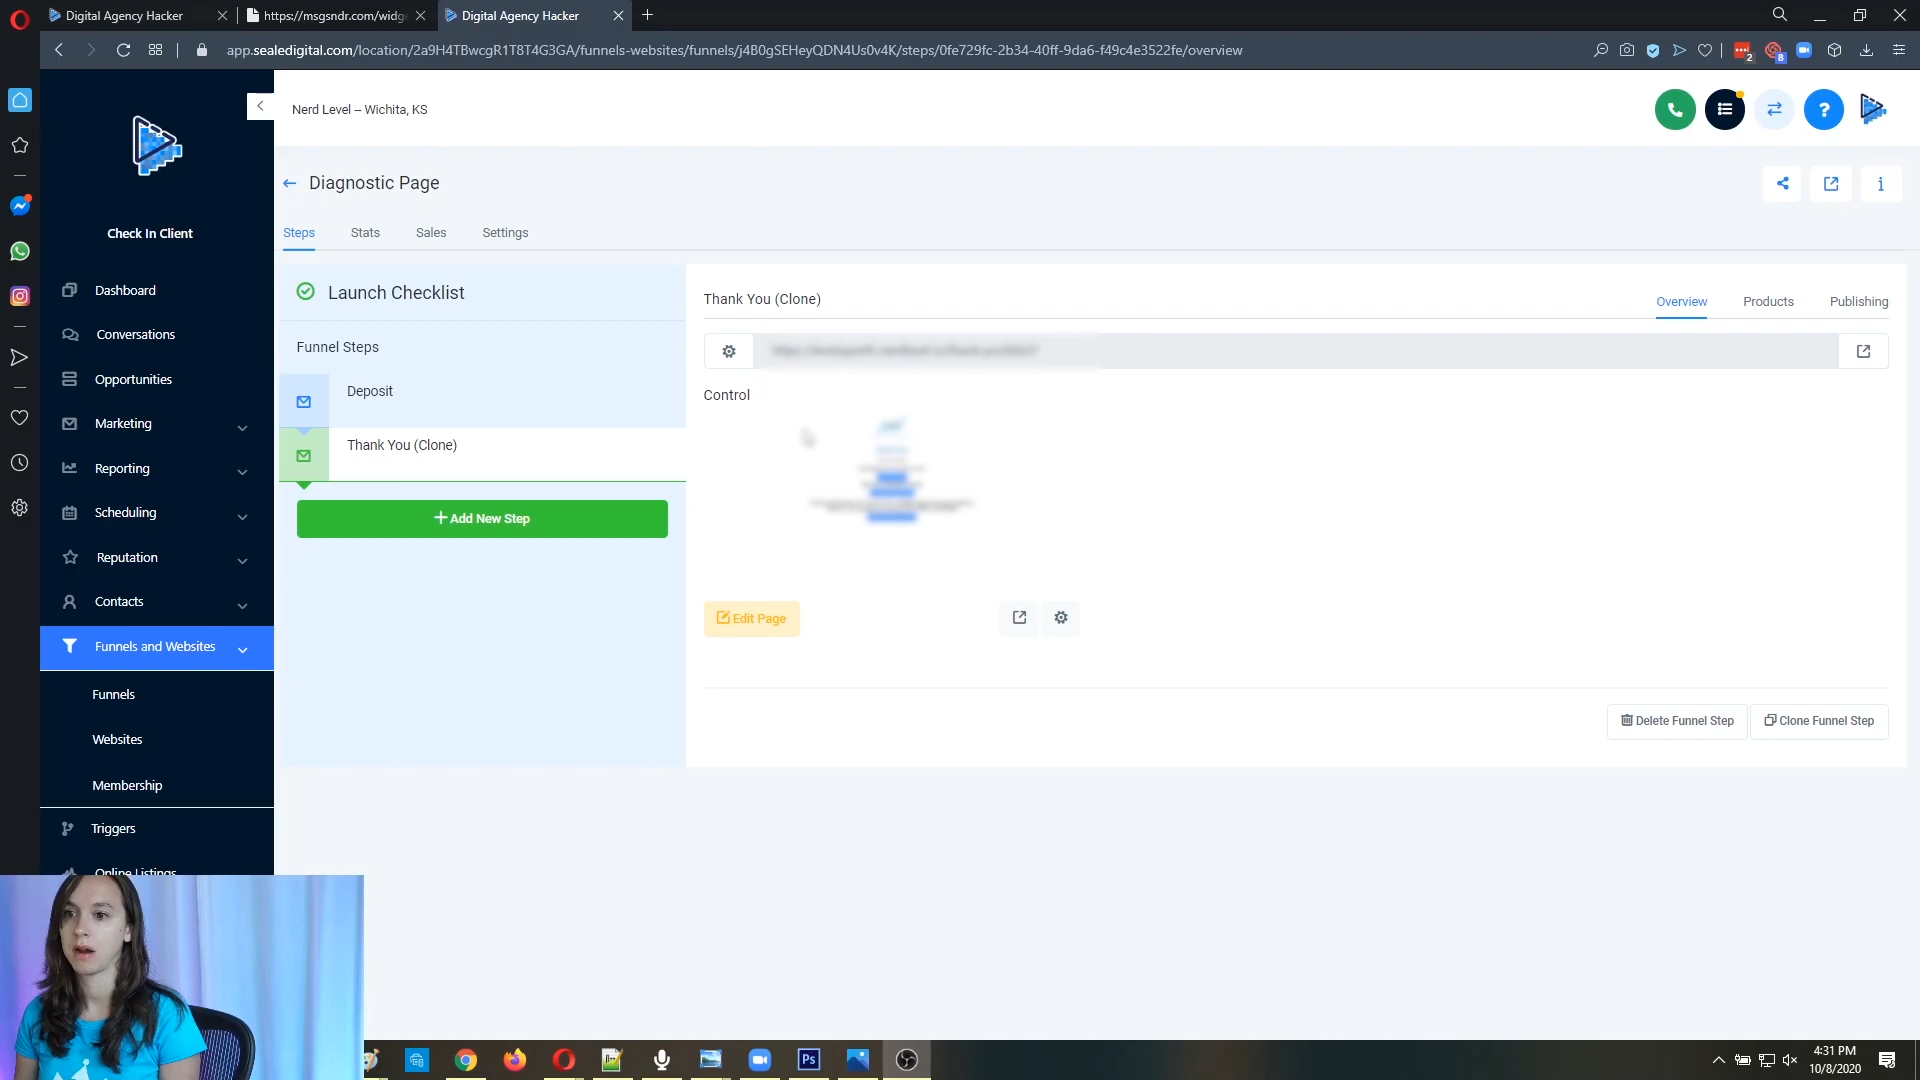 Digital Agency Hacker
https://msgsndr.com/widg
Digital Agency Hacker
app.sealedigital.com/location/2a9H4TBwcgR1T8T4G3GA/funnels-websites/funnels/j4B0gSEHeyQDN4Us0v4K/steps/0fe729fc-2b34-40ff-9da6-f49c4e3522fe/overview
2
8
Nerd Level -- Wichita, KS
Check In Client
Dashboard
Conversations
Opportunities
Marketing
Reporting
Scheduling
Reputation
Contacts
Funnels and Websites
Funnels
Websites
Membership
Triggers
Online Listings
Diagnostic Page
Steps
Stats
Sales
Settings
Launch Checklist
Funnel Steps
Deposit
Thank You (Clone)
+ Add New Step
Thank You (Clone)
Overview
Products
Publishing
Control
Edit Page
Delete Funnel Step
Clone Funnel Step
Ps
4:31 PM
10/8/2020